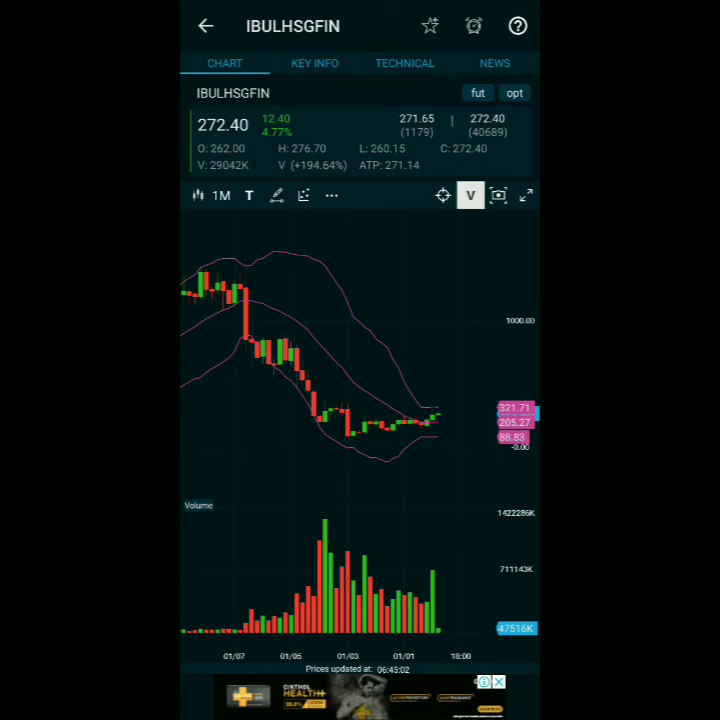 IBULHSGFIN
CHART KEY INFO TECHNICAL NEWS
IBULHSGFIN fut opt
272.40 12.40 4.77% 271.65 (1179) | 272.40 (40689)
O: 262.00 H: 276.70 L: 260.15 C: 272.40
V: 29042K V (+194.64%) ATP: 271.14
1M T V
1000.00
321.71
205.27
88.83
-0.00
Volume
1422286K
711143K
47516K
01/07 01/05 01/03 01/01 18:00
Prices updated at: 06:45:02
CINTHOL
HEALTH+